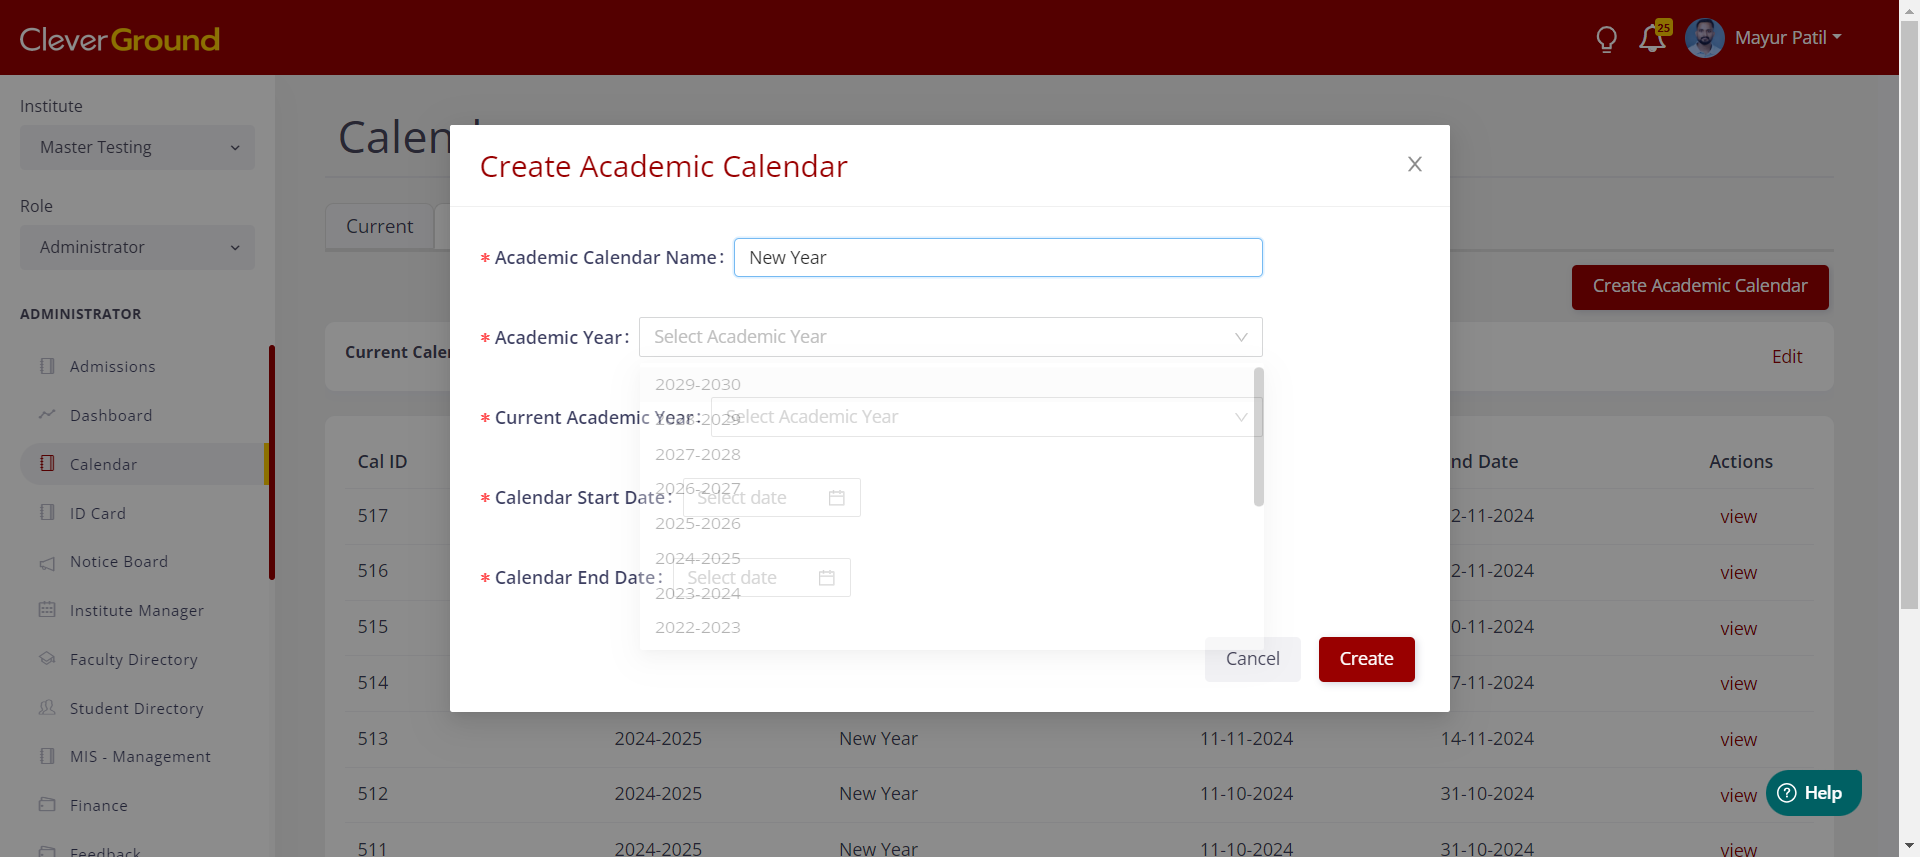 CleverGround
25
Mayur Patil
Institute
Master Testing
Role
Administrator
ADMINISTRATOR
Admissions
Dashboard
Calendar
ID Card
Notice Board
Institute Manager
Faculty Directory
Student Directory
MIS - Management
Finance
Feedback
Calend
Current
Create Academic Calendar
Current Cale
Edit
Create Academic Calendar
X
* Academic Calendar Name: New Year
* Academic Year: Select Academic Year
2029-2030
* Current Academic Year: Select Academic Year
2028-2029
2027-2028
2026-2027
* Calendar Start Date: Select date
2025-2026
2024-2025
* Calendar End Date: Select date
2023-2024
2022-2023
Cancel Create
Cal ID nd Date Actions
517 2-11-2024 view
516 2-11-2024 view
515 0-11-2024 view
514 7-11-2024 view
513 2024-2025 New Year 11-11-2024 14-11-2024 view
512 2024-2025 New Year 11-10-2024 31-10-2024 view
511 2024-2025 New Year 11-10-2024 31-10-2024 view
Help